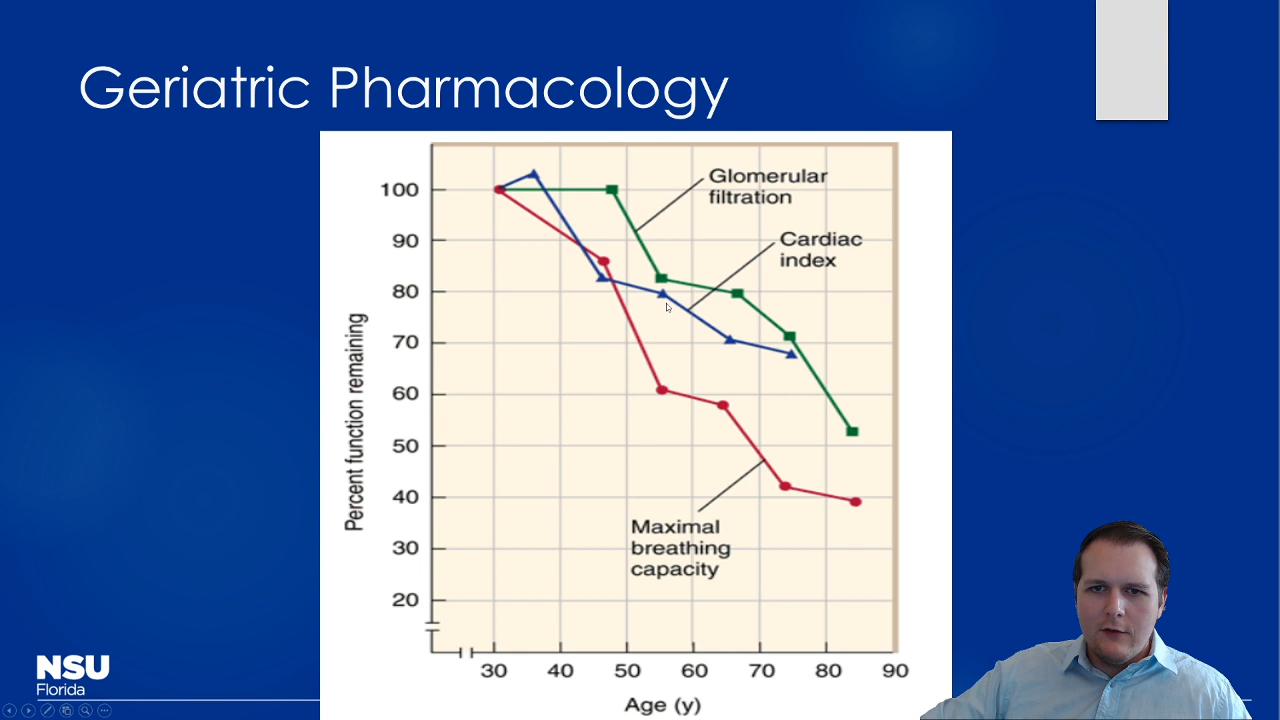 Geriatric Pharmacology
Glomerular
filtration
Cardiac
index
Maximal
breathing
capacity
Percent function remaining
100
90
80
70
60
50
40
30
20
30 40 50 60 70 80 90
Age (y)
NSU
Florida